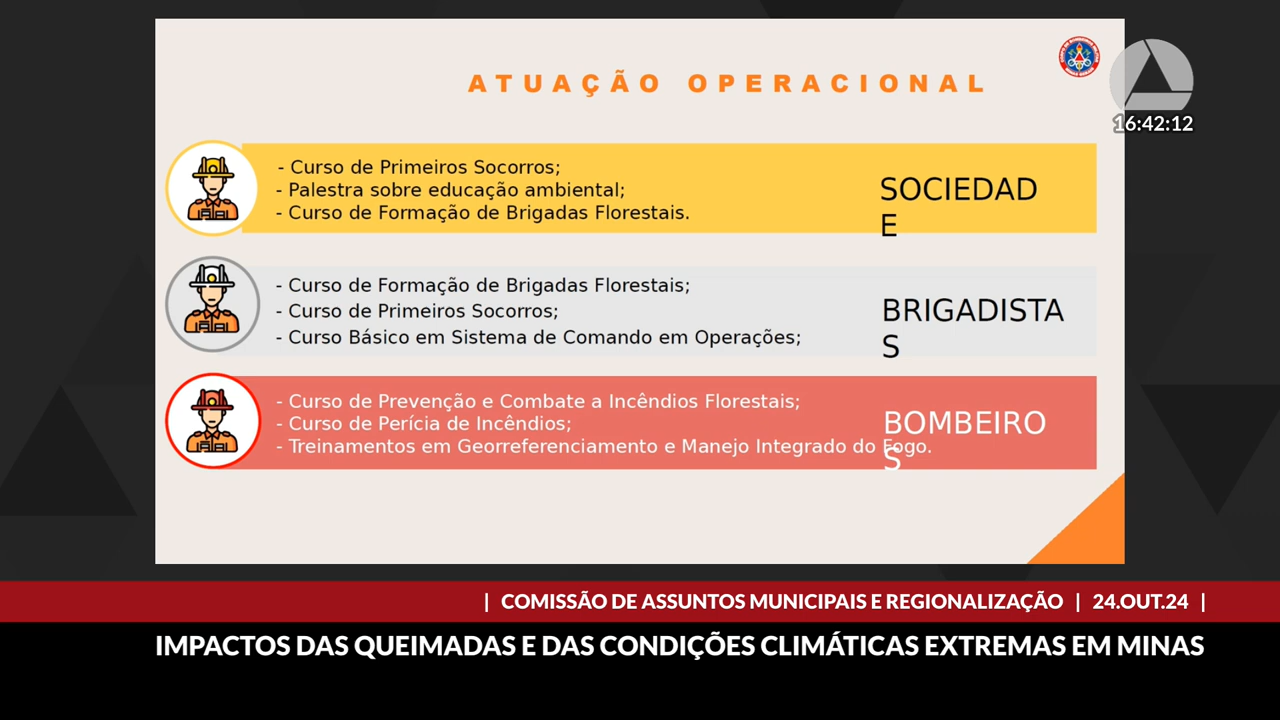 ATUAÇÃO OPERACIONAL
16:42:12
- Curso de Primeiros Socorros;
- Palestra sobre educação ambiental;
- Curso de Formação de Brigadas Florestais.
SOCIEDAD
E
- Curso de Formação de Brigadas Florestais;
- Curso de Primeiros Socorros;
- Curso Básico em Sistema de Comando em Operações;
BRIGADISTA
S
- Curso de Prevenção e Combate a Incêndios Florestais;
- Curso de Perícia de Incêndios;
- Treinamentos em Georreferenciamento e Manejo Integrado do Fogo.
BOMBEIRO
S
| COMISSÃO DE ASSUNTOS MUNICIPAIS E REGIONALIZAÇÃO | 24.OUT.24 |
IMPACTOS DAS QUEIMADAS E DAS CONDIÇÕES CLIMÁTICAS EXTREMAS EM MINAS